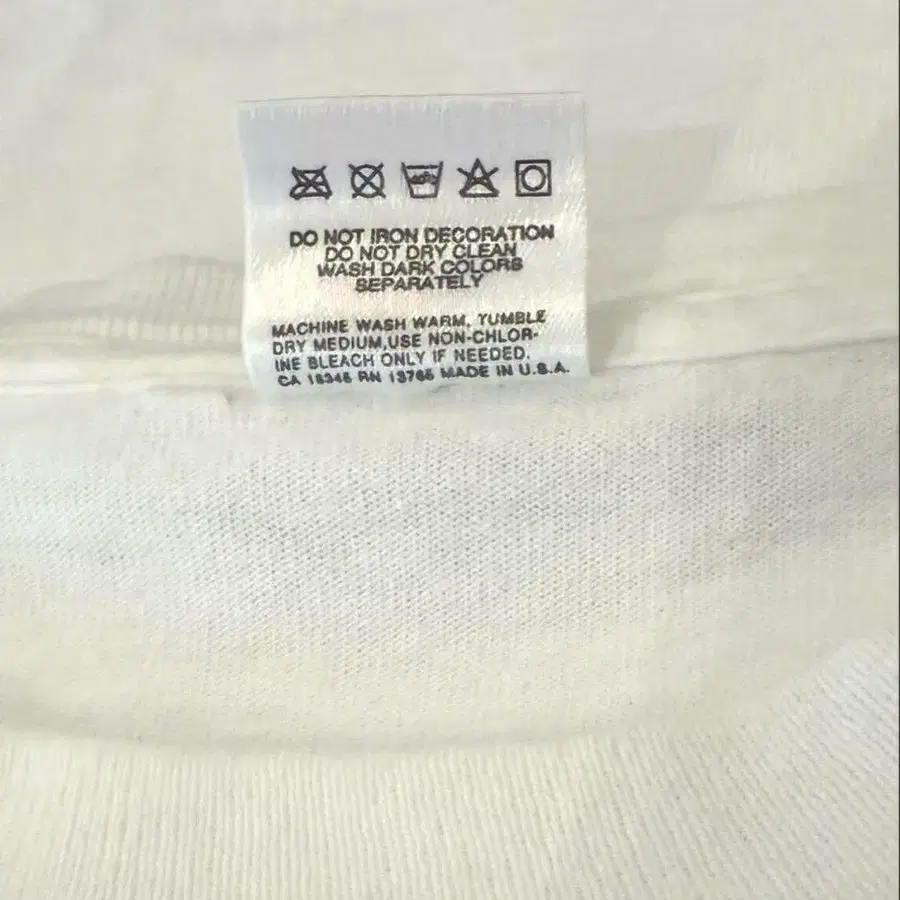 DO NOT IRON DECORATION
DO NOT DRY CLEAN
WASH DARK COLORS
SEPARATELY
MACHINE WASH WARM, TUMBLE
DRY MEDIUM,USE NON-CHLOR-
INE BLEACH ONLY IF NEEDED.
CA 18346 RN 13765 MADE IN U.S.A.